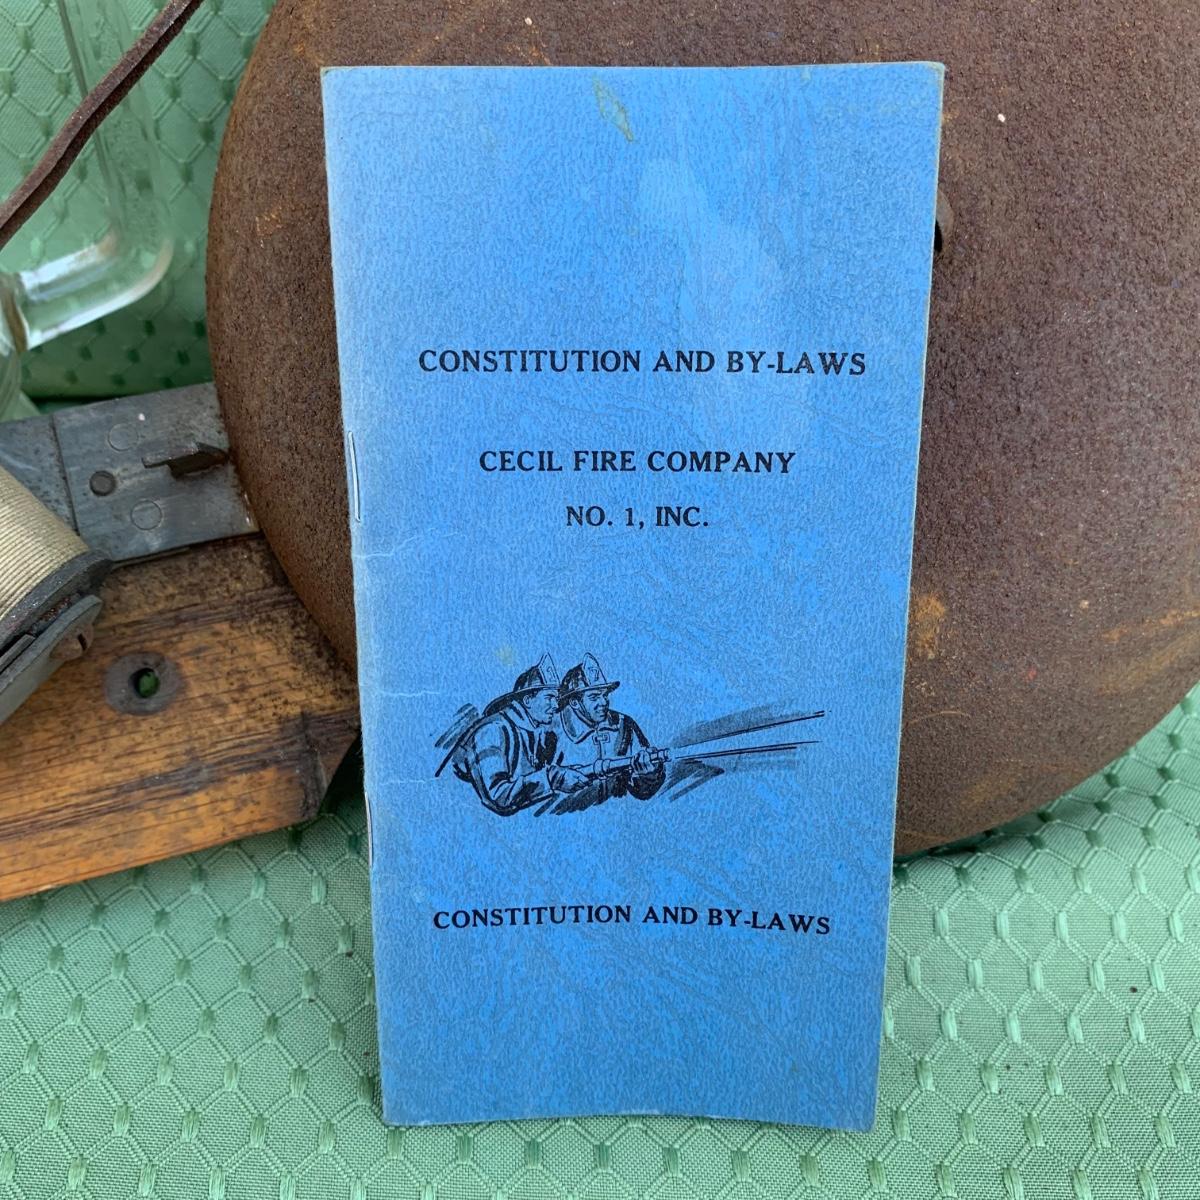 CONSTITUTION AND BY-LAWS
CECIL FIRE COMPANY
NO. 1, INC.
CONSTITUTION AND BY-LAWS